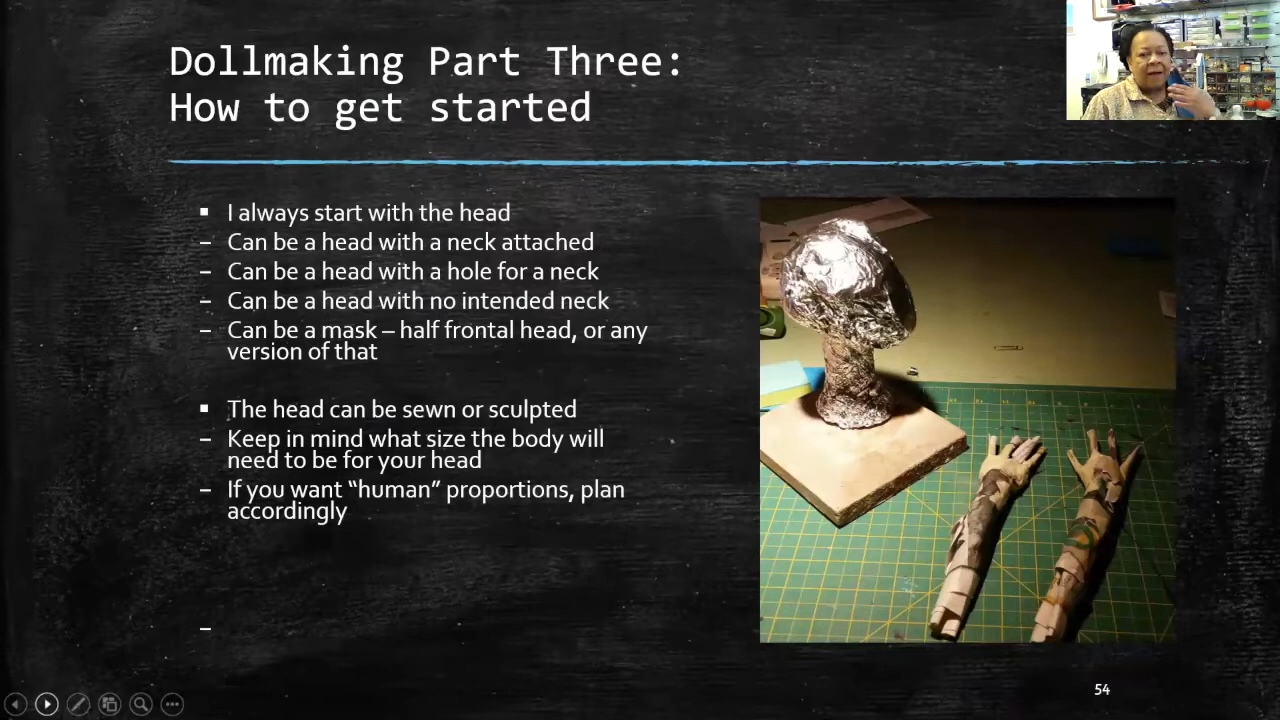 Dollmaking Part Three:
How to get started
▪ I always start with the head
– Can be a head with a neck attached
– Can be a head with a hole for a neck
– Can be a head with no intended neck
– Can be a mask – half frontal head, or any
version of that
▪ The head can be sewn or sculpted
– Keep in mind what size the body will
need to be for your head
– If you want “human” proportions, plan
accordingly
–
54